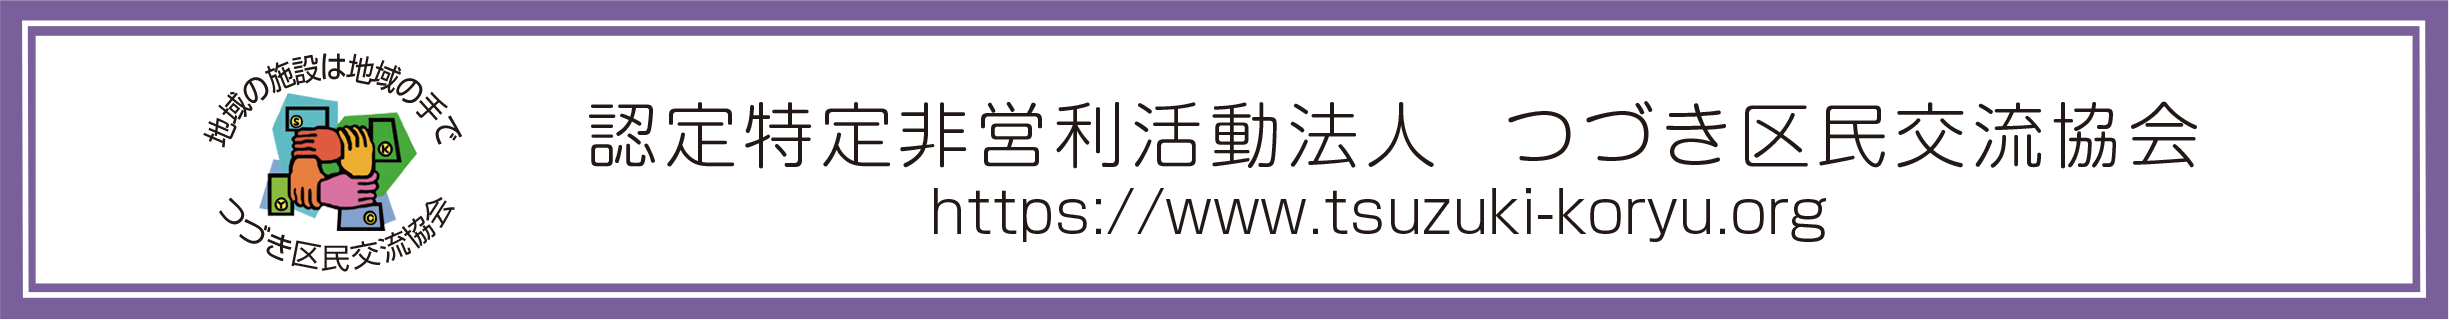 地域の施設は地域の手で
S
K
Y
C
つづき区民交流協会
認定特定非営利活動法人　つづき区民交流協会
https://www.tsuzuki-koryu.org